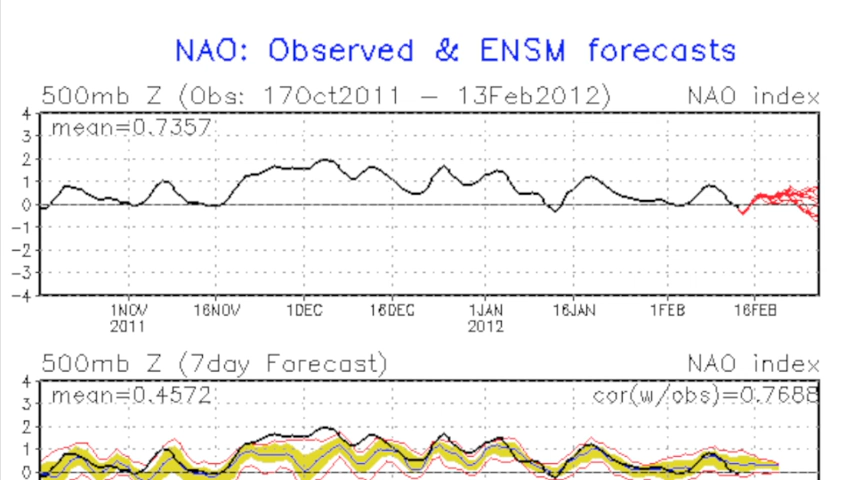 NAO: Observed & ENSM forecasts
500mb Z (Obs: 17Oct2011 – 13Feb2012) NAO index
4
mean=0.7357
3
2
1
0
-1
-2
-3
-4
1NOV 16NOV 1DEC 16DEC 1JAN 16JAN 1FEB 16FEB
2011 2012
500mb Z (7day Forecast) NAO index
4
mean=0.4572 cor(w/obs)=0.7688
3
2
1
0